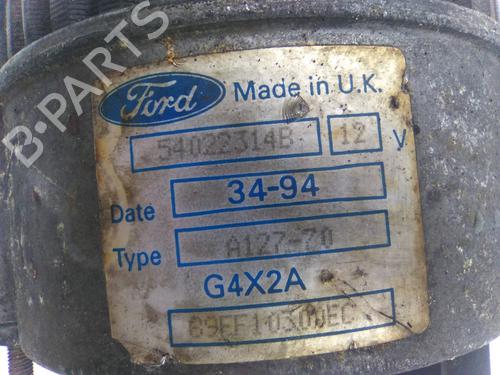 B-PARTS
Ford Made in U.K.
54022314B 12 V
Date 34-94
Type A127-70
G4X2A
89FF10300EC